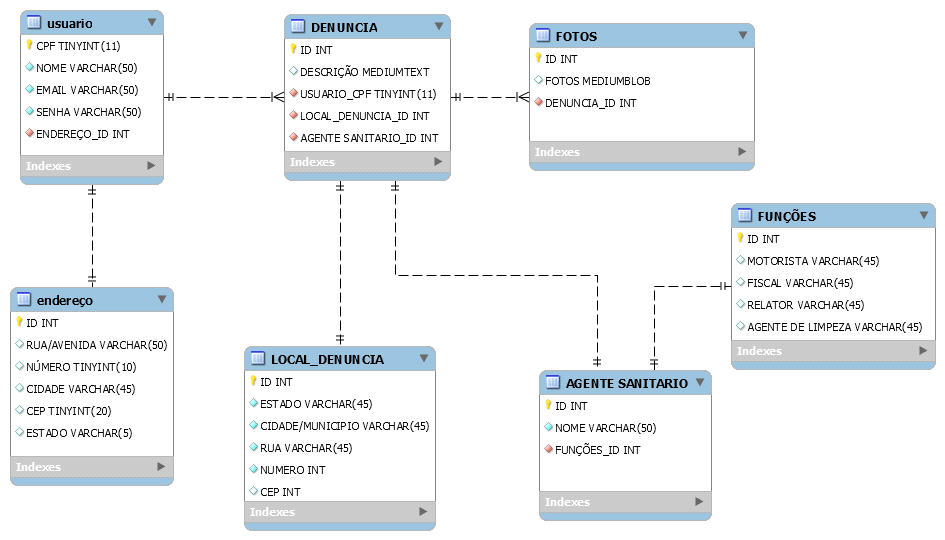 usuario
CPF TINYINT(11)
NOME VARCHAR(50)
EMAIL VARCHAR(50)
SENHA VARCHAR(50)
ENDEREÇO_ID INT
Indexes
DENUNCIA
ID INT
DESCRIÇÃO MEDIUMTEXT
USUARIO_CPF TINYINT(11)
LOCAL_DENUNCIA_ID INT
AGENTE SANITARIO_ID INT
Indexes
FOTOS
ID INT
FOTOS MEDIUMBLOB
DENUNCIA_ID INT
Indexes
FUNÇÕES
ID INT
MOTORISTA VARCHAR(45)
FISCAL VARCHAR(45)
RELATOR VARCHAR(45)
AGENTE DE LIMPEZA VARCHAR(45)
Indexes
endereço
ID INT
RUA/AVENIDA VARCHAR(50)
NÚMERO TINYINT(10)
CIDADE VARCHAR(45)
CEP TINYINT(20)
ESTADO VARCHAR(5)
Indexes
LOCAL_DENUNCIA
ID INT
ESTADO VARCHAR(45)
CIDADE/MUNICIPIO VARCHAR(45)
RUA VARCHAR(45)
NUMERO INT
CEP INT
Indexes
AGENTE SANITARIO
ID INT
NOME VARCHAR(50)
FUNÇÕES_ID INT
Indexes